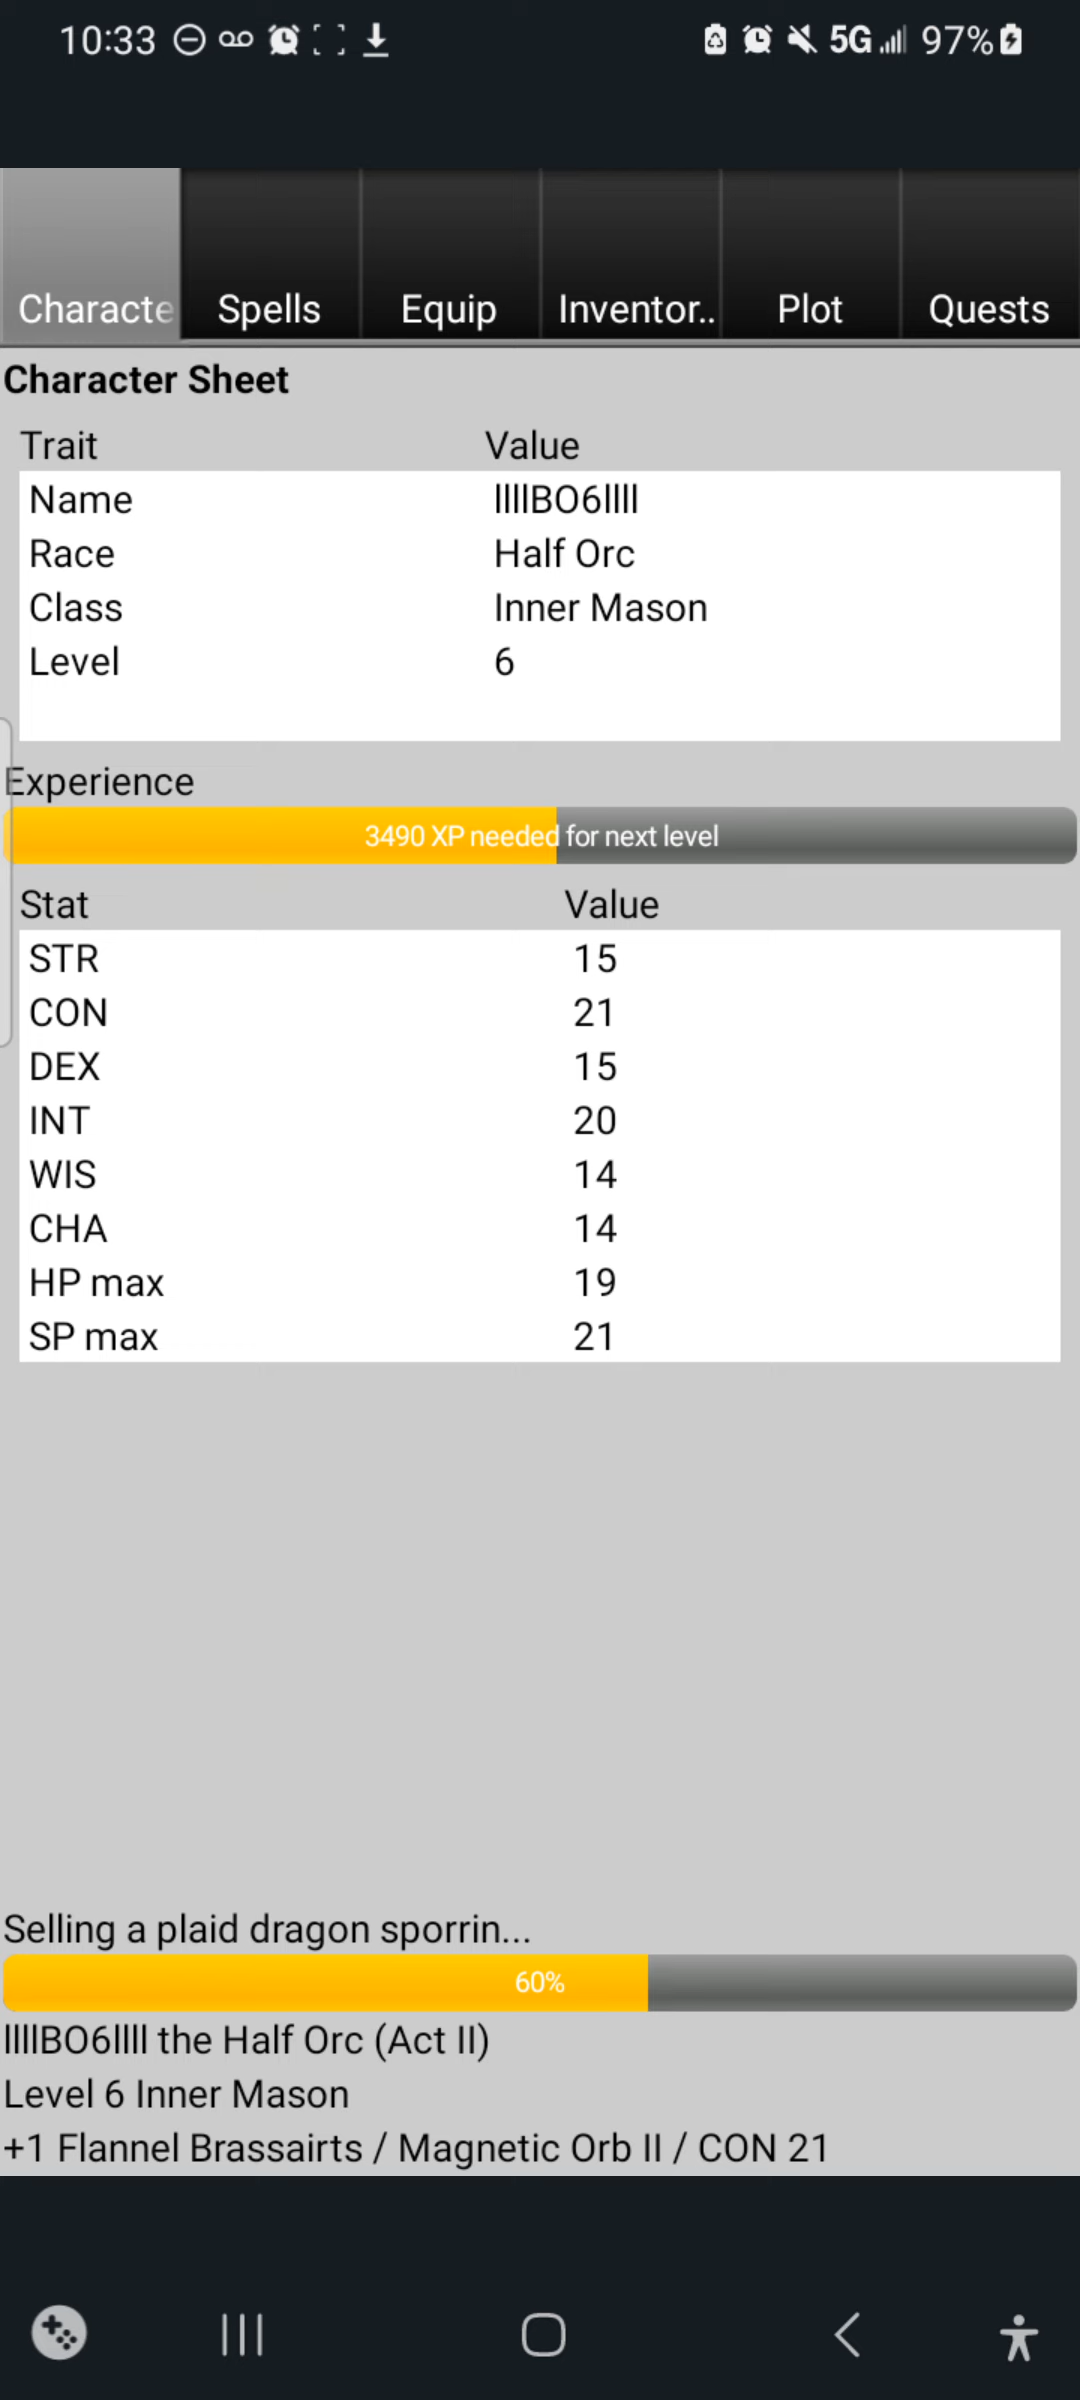 10:33 5G 97%
Characte Spells Equip Inventor.. Plot Quests
Character Sheet
Trait Value
Name llllBO6llll
Race Half Orc
Class Inner Mason
Level 6
Experience
3490 XP needed for next level
Stat Value
STR 15
CON 21
DEX 15
INT 20
WIS 14
CHA 14
HP max 19
SP max 21
Selling a plaid dragon sporrin...
60%
llllBO6llll the Half Orc (Act II)
Level 6 Inner Mason
+1 Flannel Brassairts / Magnetic Orb II / CON 21